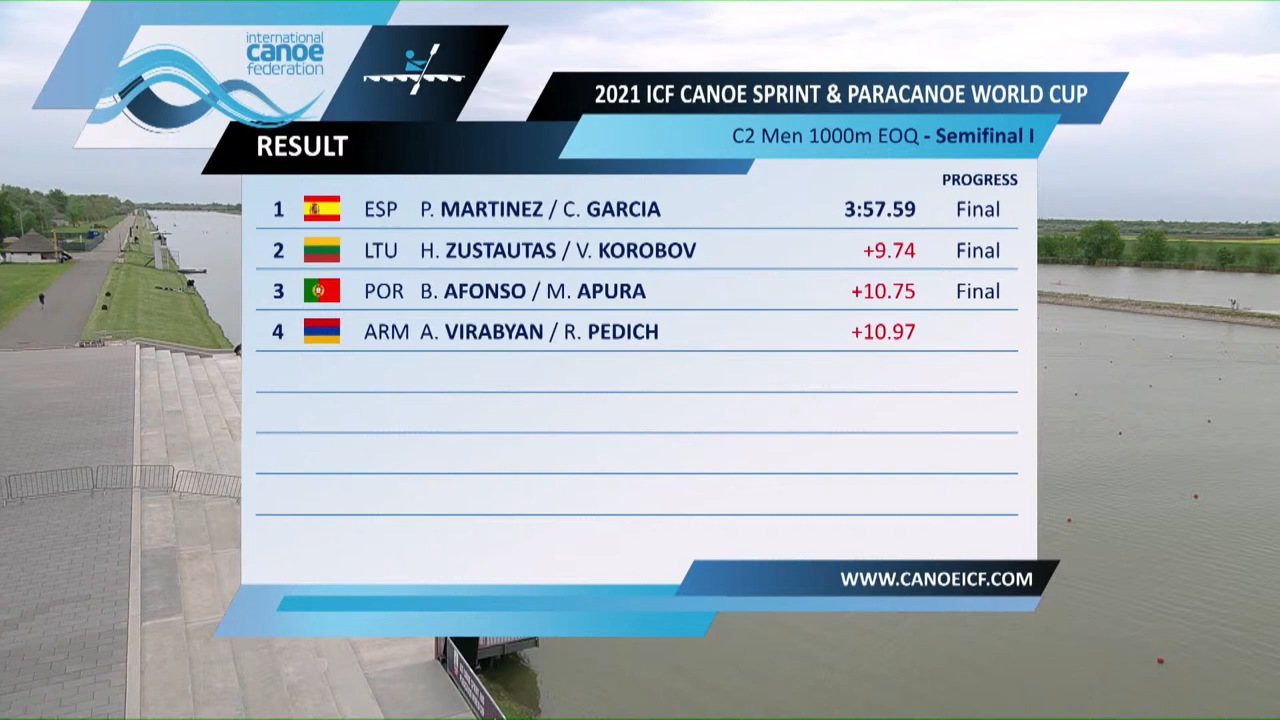 international
canoe
federation
2021 ICF CANOE SPRINT & PARACANOE WORLD CUP
RESULT
C2 Men 1000m EOQ - Semifinal I
PROGRESS
1 ESP P. MARTINEZ / C. GARCIA 3:57.59 Final
2 LTU H. ZUSTAUTAS / V. KOROBOV +9.74 Final
3 POR B. AFONSO / M. APURA +10.75 Final
4 ARM A. VIRABYAN / R. PEDICH +10.97
WWW.CANOEICF.COM